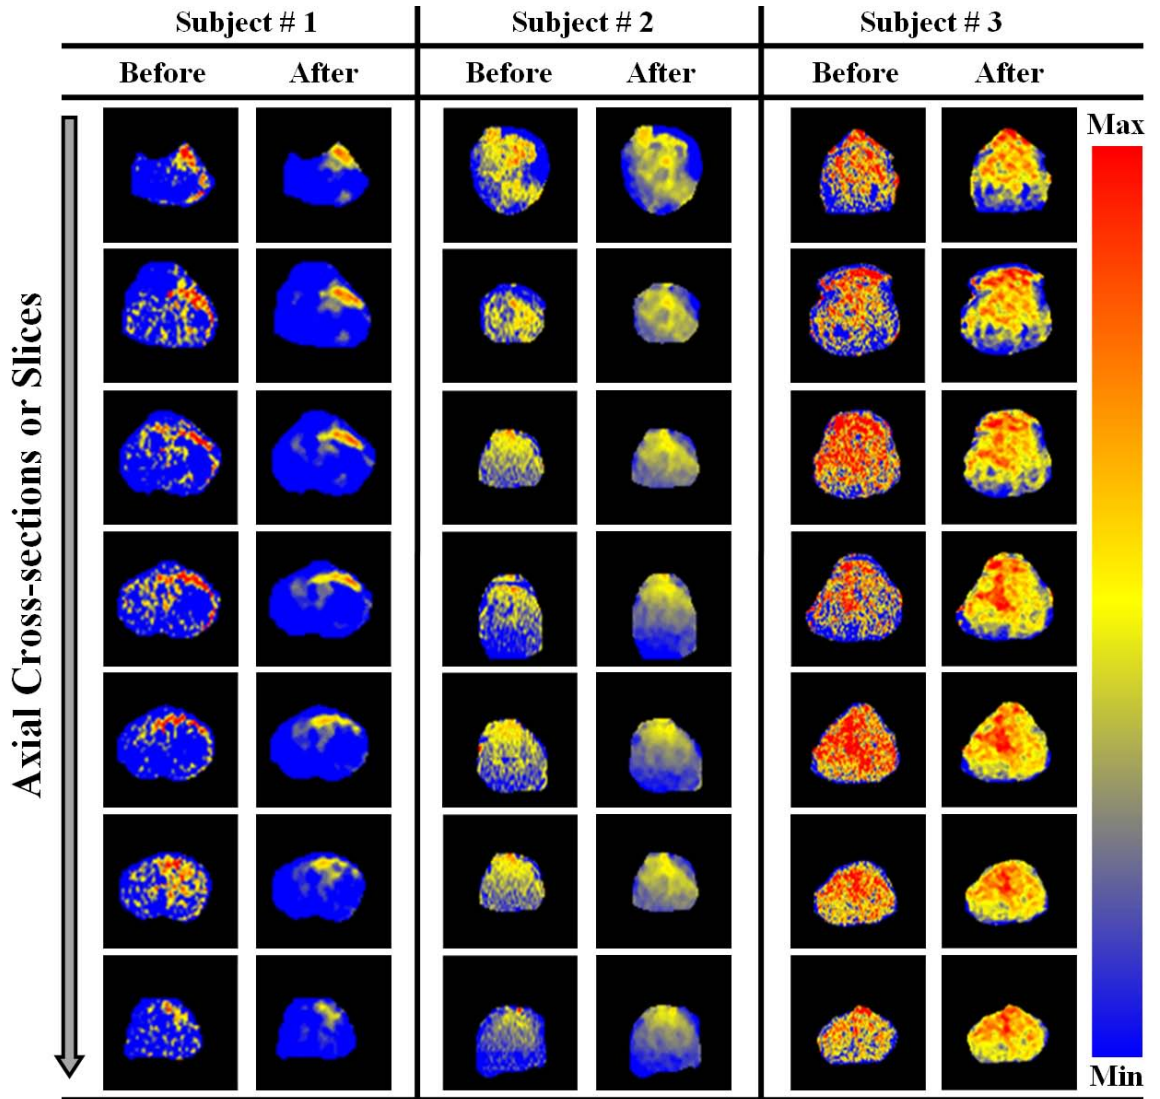 Subject # 1
Subject # 2
Subject # 3
Before
After
Before
After
Before
After
Max
Axial Cross-sections or Slices
Min